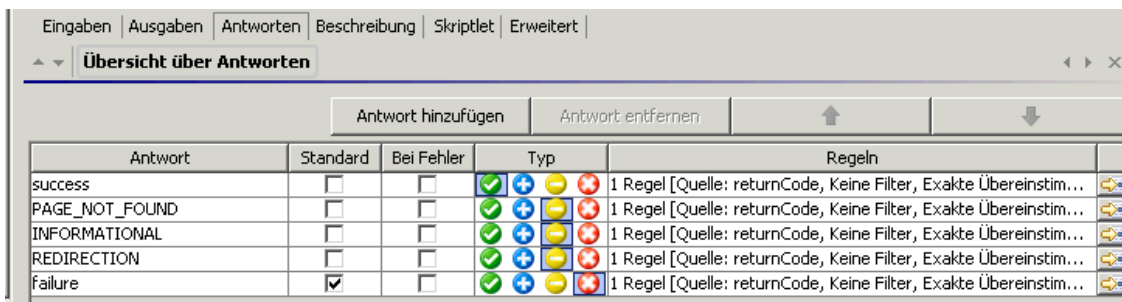 Eingaben Ausgaben Antworten Beschreibung Skriptlet Erweitert
Übersicht über Antworten
Antwort hinzufügen Antwort entfernen
Antwort Standard Bei Fehler Typ Regeln
success 1 Regel [Quelle: returnCode, Keine Filter, Exakte Übereinstim...
PAGE_NOT_FOUND 1 Regel [Quelle: returnCode, Keine Filter, Exakte Übereinstim...
INFORMATIONAL 1 Regel [Quelle: returnCode, Keine Filter, Exakte Übereinstim...
REDIRECTION 1 Regel [Quelle: returnCode, Keine Filter, Exakte Übereinstim...
failure 1 Regel [Quelle: returnCode, Keine Filter, Exakte Übereinstim...